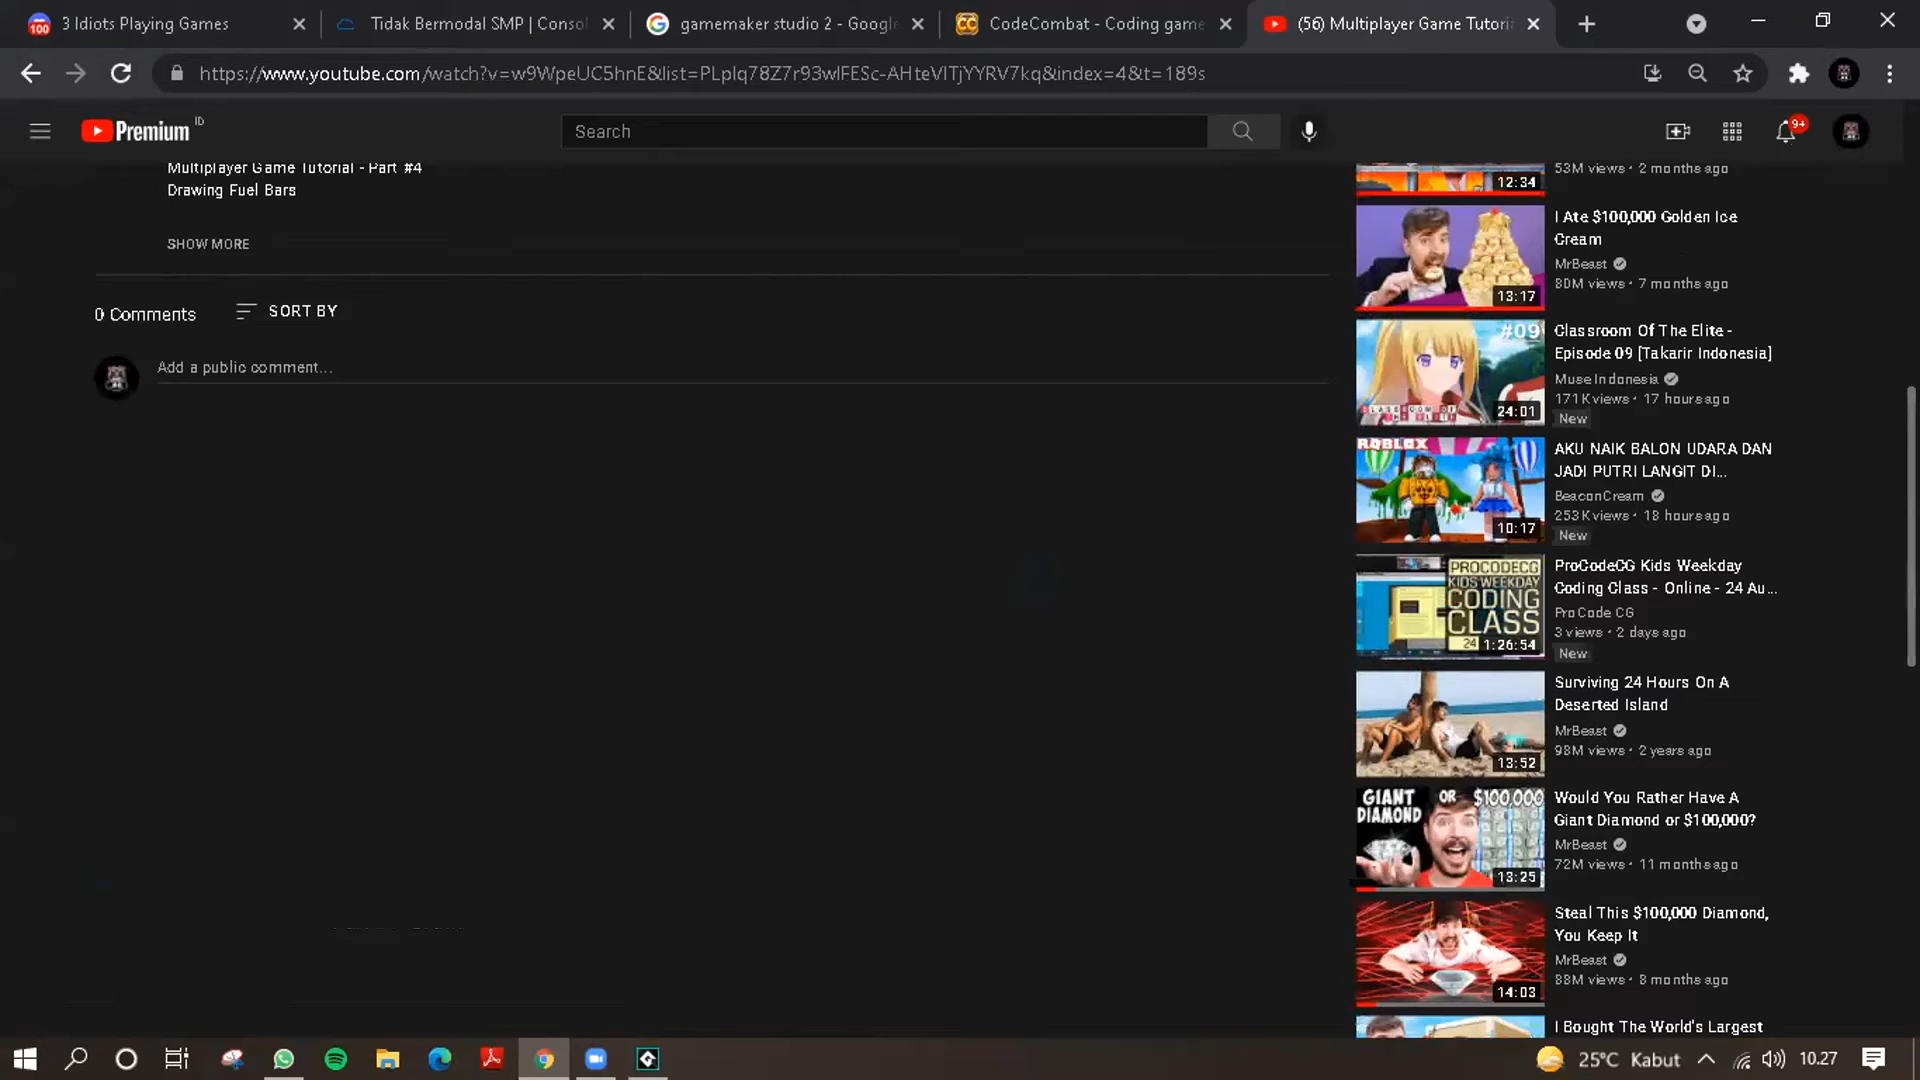 3 Idiots Playing Games
Tidak Bermodal SMP | Consol
gamemaker studio 2 - Google
CodeCombat - Coding game
(56) Multiplayer Game Tutori
https://www.youtube.com/watch?v=w9WpeUC5hnE&list=PLplq78Z7r93wlFESc-AHteVITjYYRV7kq&index=4&t=189s
Premium ID
Search
9+
Multiplayer Game Tutorial - Part #4
Drawing Fuel Bars
SHOW MORE
0 Comments
SORT BY
Add a public comment...
12:34
53M views • 2 months ago
13:17
I Ate $100,000 Golden Ice
Cream
MrBeast
80M views • 7 months ago
#09
24:01
Classroom Of The Elite -
Episode 09 [Takarir Indonesia]
Muse Indonesia
171K views • 17 hours ago
New
ROBLOX
10:17
AKU NAIK BALON UDARA DAN
JADI PUTRI LANGIT DI...
BeaconCream
253K views • 18 hours ago
New
PROCODECG
KIDS WEEKDAY
CODING
CLASS
24
1:26:54
ProCodeCG Kids Weekday
Coding Class - Online - 24 Au...
ProCode CG
3 views • 2 days ago
New
13:52
Surviving 24 Hours On A
Deserted Island
MrBeast
98M views • 2 years ago
GIANT OR $100,000
DIAMOND
13:25
Would You Rather Have A
Giant Diamond or $100,000?
MrBeast
72M views • 11 months ago
14:03
Steal This $100,000 Diamond,
You Keep It
MrBeast
88M views • 8 months ago
I Bought The World's Largest
25°C Kabut
10.27